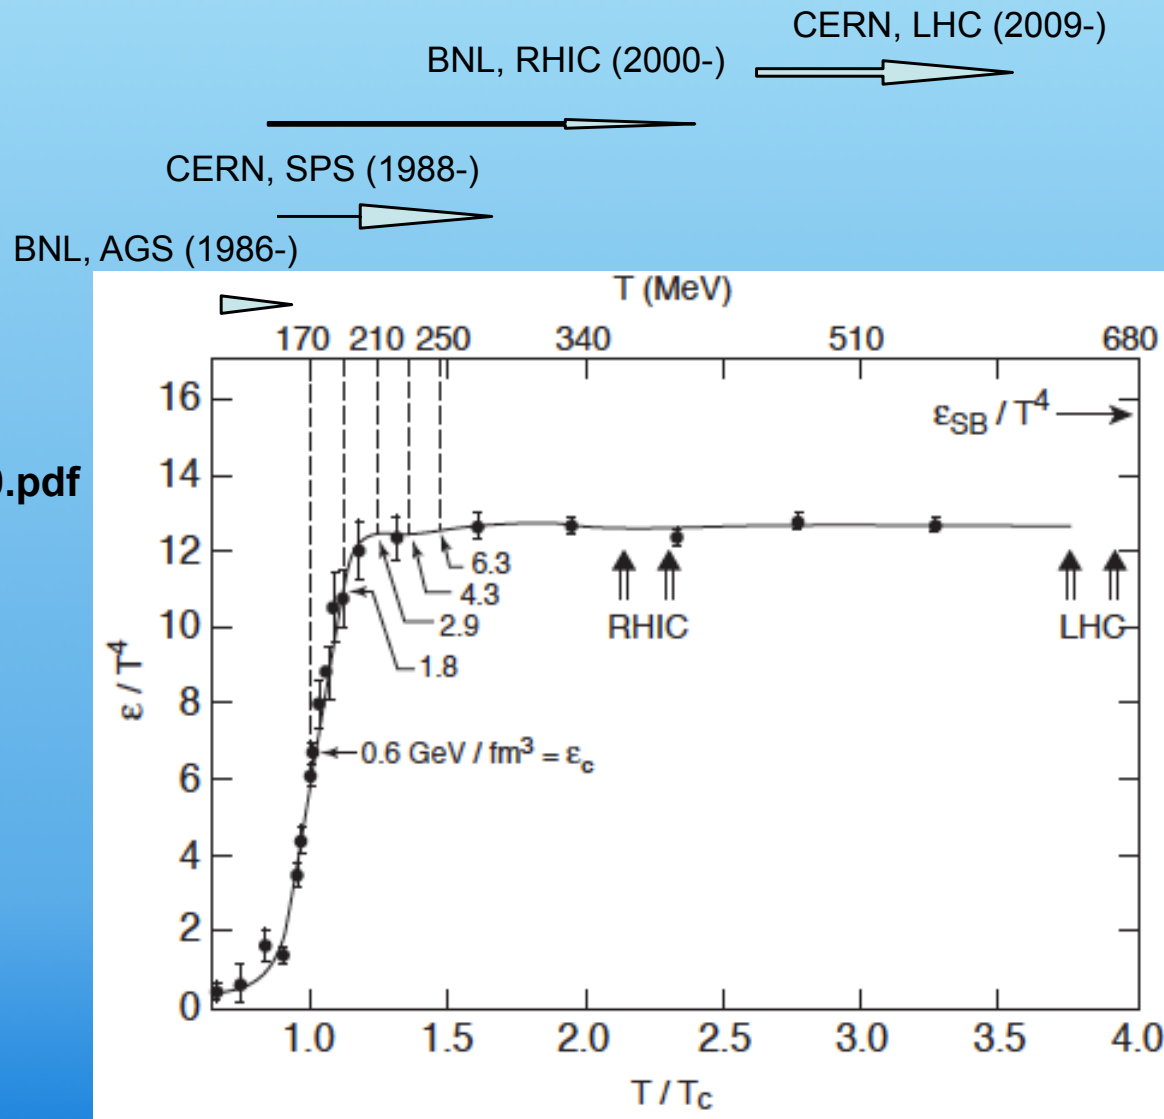 CERN, LHC (2009-)
BNL, RHIC (2000-)
CERN, SPS (1988-)
BNL, AGS (1986-)
T (MeV)
170 210 250 340 510 680
16
εSB / T⁴
.pdf
14
12
6.3
4.3
RHIC LHC
2.9
10
1.8
ε / T⁴
8
0.6 GeV / fm³ = εc
6
4
2
0
1.0 1.5 2.0 2.5 3.0 3.5 4.0
T / Tc